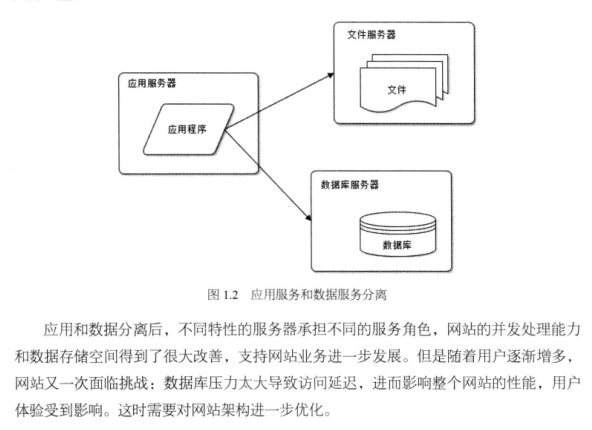 文件服务器
应用服务器
文件
应用程序
数据库服务器
数据库
图 1.2 应用服务和数据服务分离
应用和数据分离后，不同特性的服务器承担不同的服务角色，网站的并发处理能力
和数据存储空间得到了很大改善，支持网站业务进一步发展。但是随着用户逐渐增多，
网站又一次面临挑战：数据库压力太大导致访问延迟，进而影响整个网站的性能，用户
体验受到影响。这时需要对网站架构进一步优化。